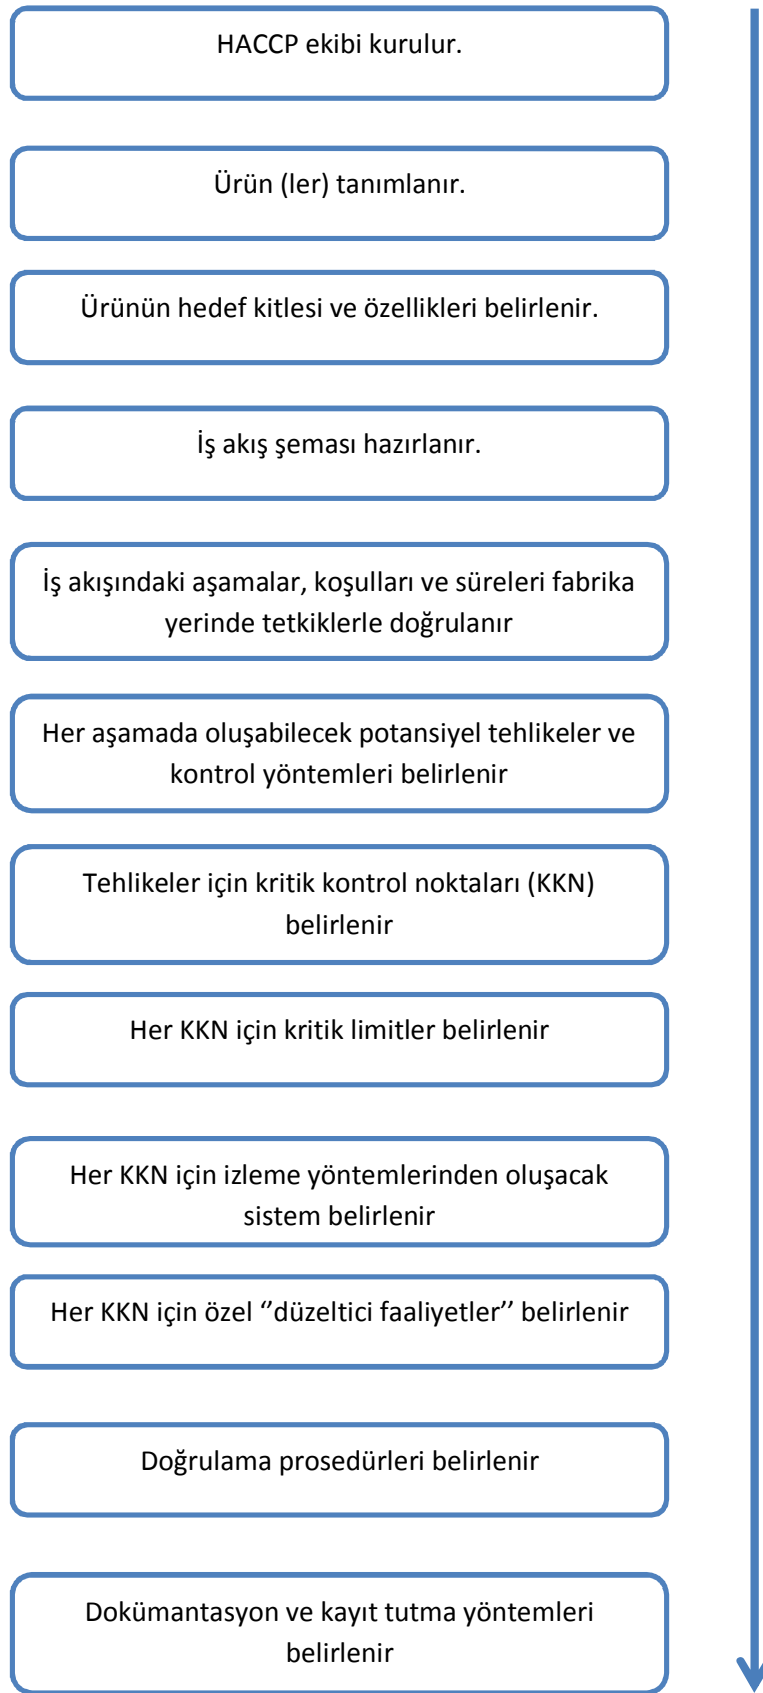 HACCP ekibi kurulur.
Ürün (ler) tanımlanır.
Ürünün hedef kitlesi ve özellikleri belirlenir.
İş akış şeması hazırlanır.
İş akışındaki aşamalar, koşulları ve süreleri fabrika
yerinde tetkiklerle doğrulanır
Her aşamada oluşabilecek potansiyel tehlikeler ve
kontrol yöntemleri belirlenir
Tehlikeler için kritik kontrol noktaları (KKN)
belirlenir
Her KKN için kritik limitler belirlenir
Her KKN için izleme yöntemlerinden oluşacak
sistem belirlenir
Her KKN için özel ‘’düzeltici faaliyetler’’ belirlenir
Doğrulama prosedürleri belirlenir
Dokümantasyon ve kayıt tutma yöntemleri
belirlenir